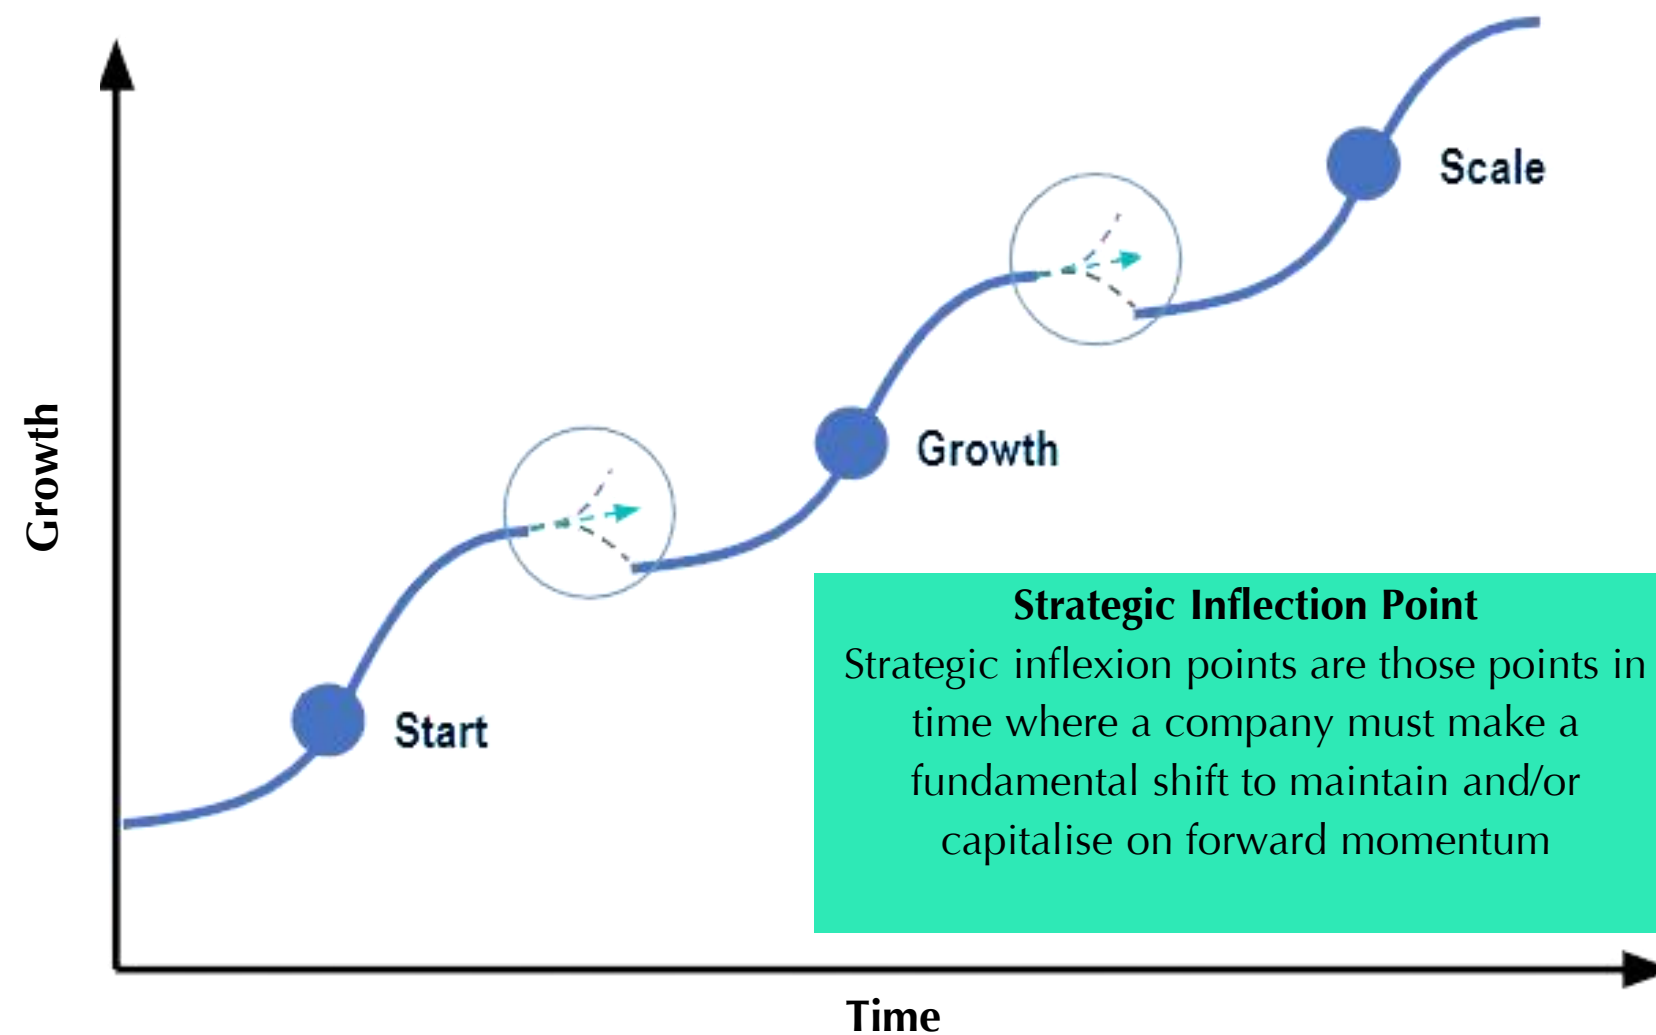 Scale
Growth
Growth
Start
Strategic Inflection Point
Strategic inflexion points are those points in
time where a company must make a
fundamental shift to maintain and/or
capitalise on forward momentum
Time